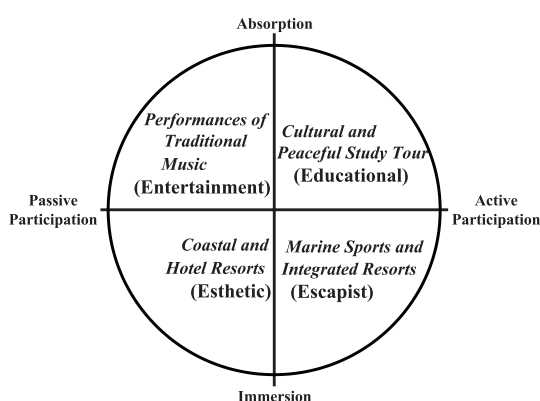 Absorption
Performances of
Traditional
Music
(Entertainment)
Cultural and
Peaceful Study Tour
(Educational)
Passive
Participation
Active
Participation
Coastal and
Hotel Resorts
(Esthetic)
Marine Sports and
Integrated Resorts
(Escapist)
Immersion